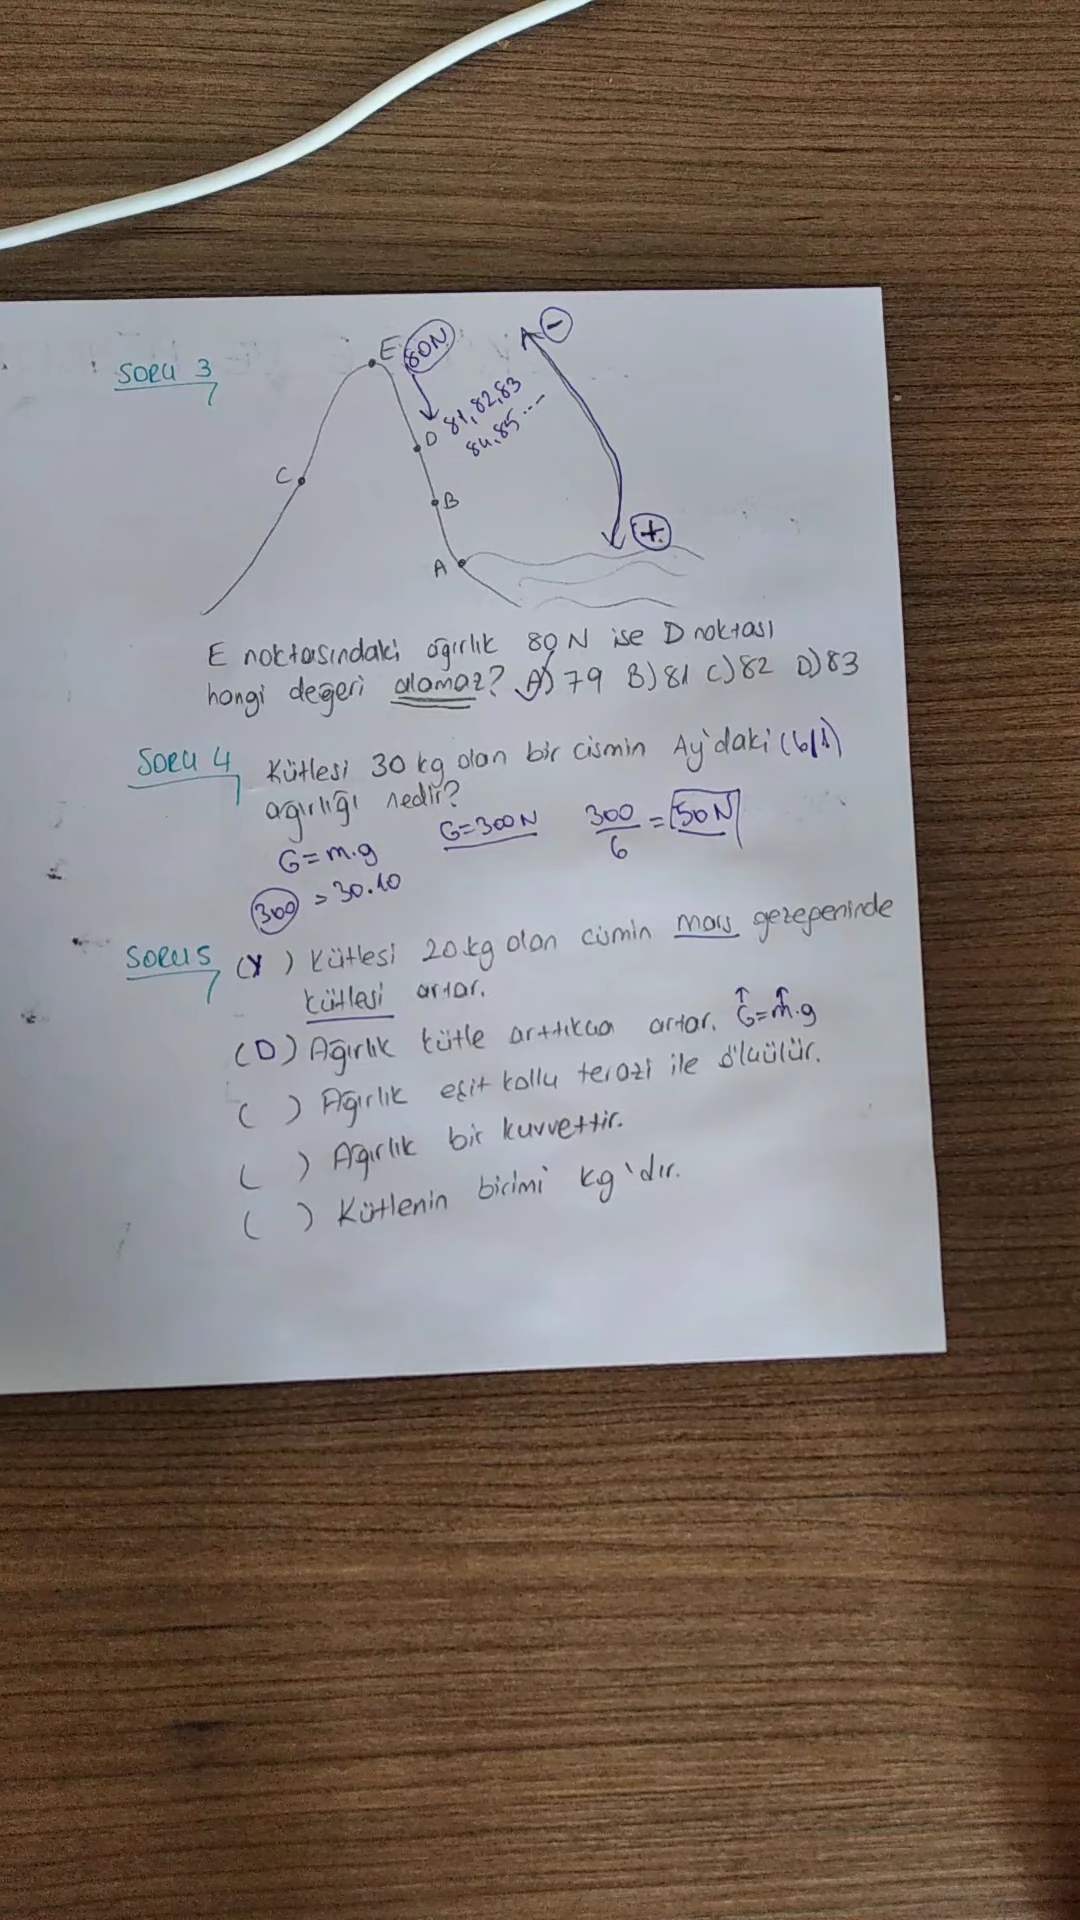 SORU 3
E
80N
−
D
81, 82, 83
84, 85 ...
C
B
A
+
E noktasındaki ağırlık 80 N ise D noktası
hangi değeri alamaz? A) 79 B) 81 C) 82 D) 83
SORU 4 Kütlesi 30 kg olan bir cismin Ay'daki (6/1)
ağırlığı nedir?
G=m.g G=300N 300/6 = 50N
300 = 30.10
SORU 5 (Y) Kütlesi 20 kg olan cismin mars gezegeninde
kütlesi artar.
(D) Ağırlık kütle arttıkça artar. ↑G=↑m.g
( ) Ağırlık eşit kollu terazi ile ölçülür.
( ) Ağırlık bir kuvvettir.
( ) Kütlenin birimi kg'dır.